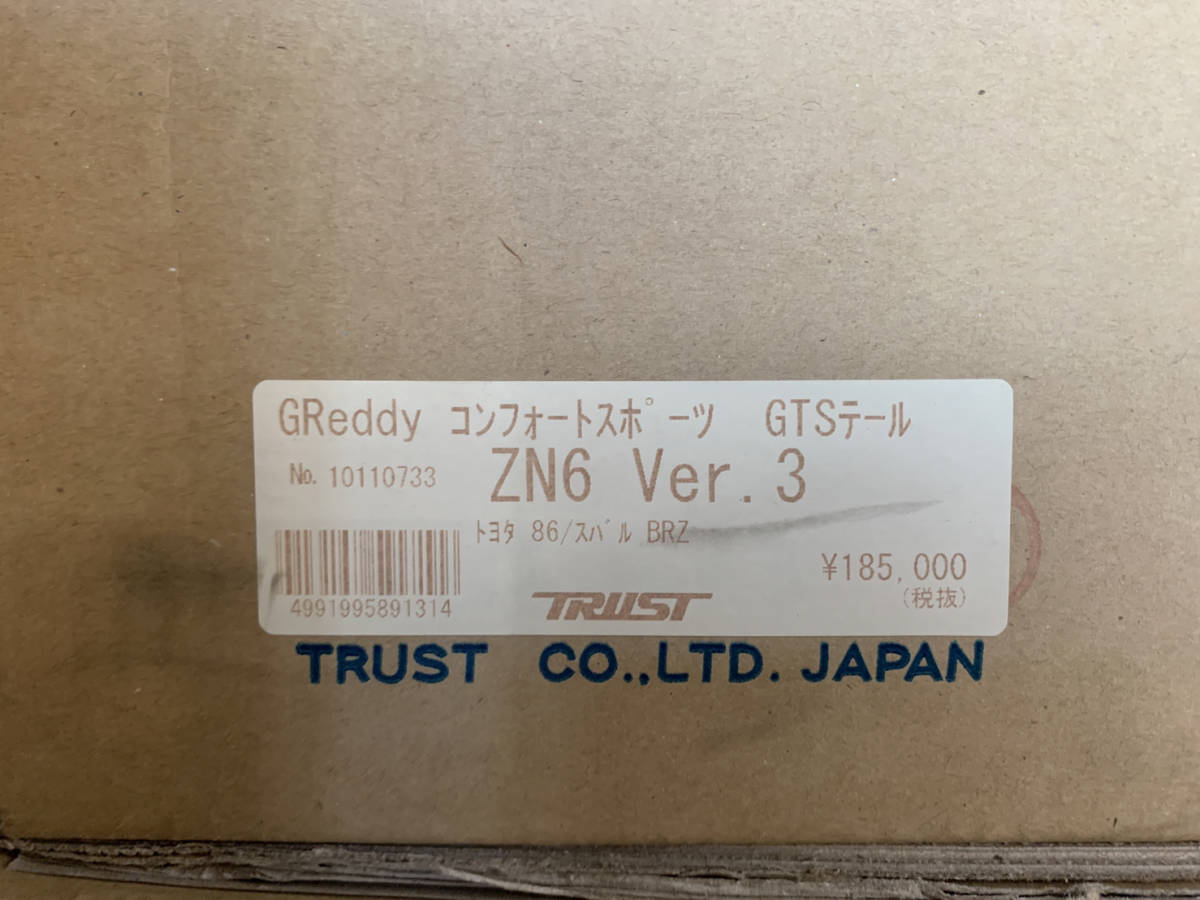 GReddy コンフォートスポーツ GTSテール
No. 10110733 ZN6 Ver.3
トヨタ 86/スバル BRZ
¥185,000
(税抜)
4991995891314
TRUST
TRUST CO.,LTD. JAPAN